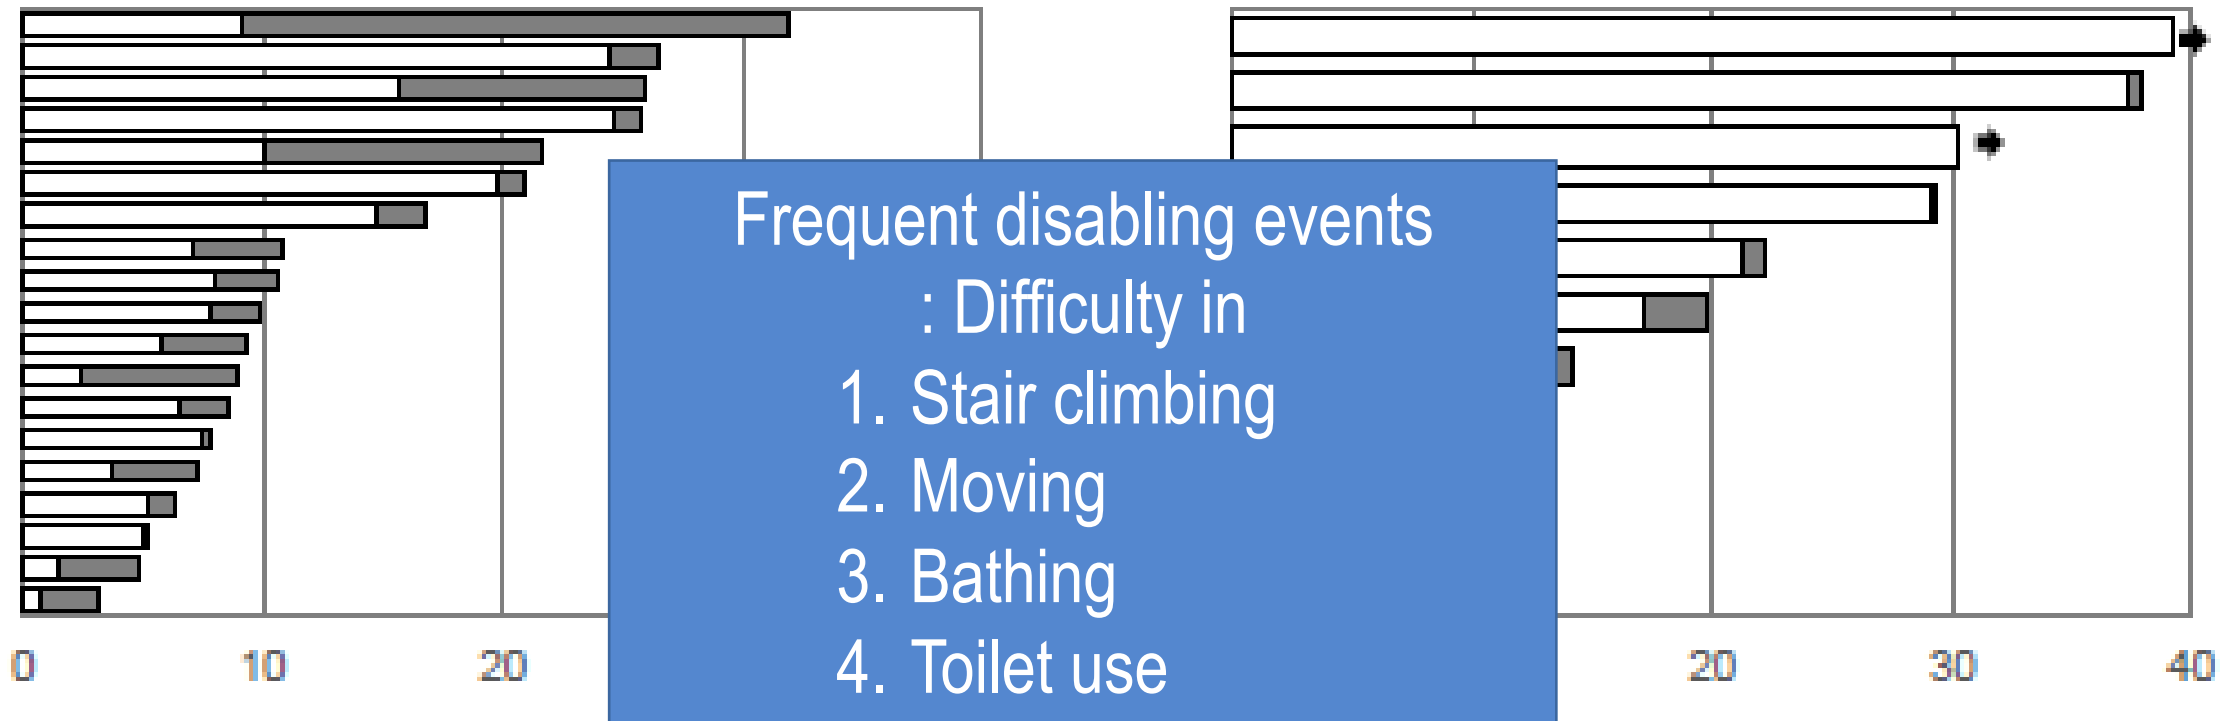 Frequent disabling events
: Difficulty in
1. Stair climbing
2. Moving
3. Bathing
4. Toilet use
0 10 20 20 30 40